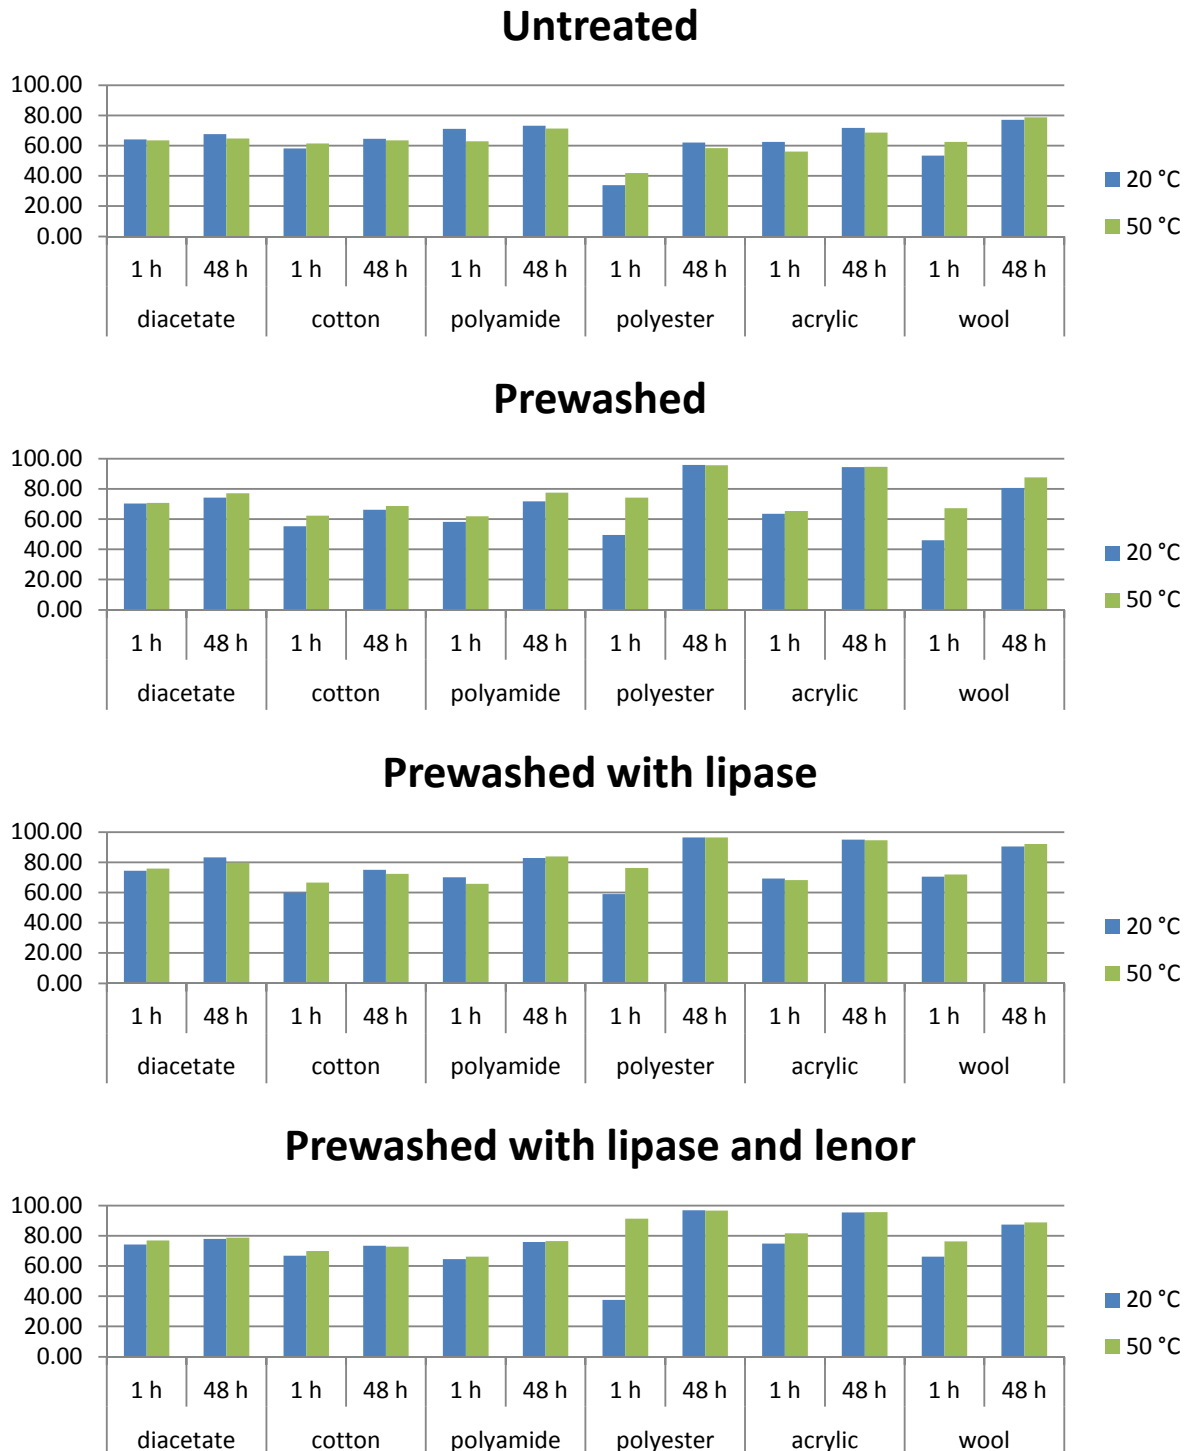 Untreated
100.00
80.00
60.00
40.00
20.00
0.00
1 h 48 h 1 h 48 h 1 h 48 h 1 h 48 h 1 h 48 h 1 h 48 h
diacetate cotton polyamide polyester acrylic wool
20 °C
50 °C
Prewashed
100.00
80.00
60.00
40.00
20.00
0.00
1 h 48 h 1 h 48 h 1 h 48 h 1 h 48 h 1 h 48 h 1 h 48 h
diacetate cotton polyamide polyester acrylic wool
20 °C
50 °C
Prewashed with lipase
100.00
80.00
60.00
40.00
20.00
0.00
1 h 48 h 1 h 48 h 1 h 48 h 1 h 48 h 1 h 48 h 1 h 48 h
diacetate cotton polyamide polyester acrylic wool
20 °C
50 °C
Prewashed with lipase and lenor
100.00
80.00
60.00
40.00
20.00
0.00
1 h 48 h 1 h 48 h 1 h 48 h 1 h 48 h 1 h 48 h 1 h 48 h
diacetate cotton polyamide polyester acrylic wool
20 °C
50 °C